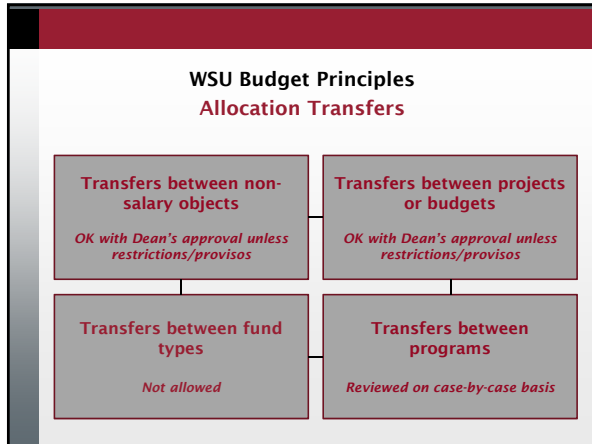 WSU Budget Principles
Allocation Transfers
Transfers between non-
salary objects
OK with Dean's approval unless
restrictions/provisos
Transfers between projects
or budgets
OK with Dean's approval unless
restrictions/provisos
Transfers between fund
types
Not allowed
Transfers between
programs
Reviewed on case-by-case basis